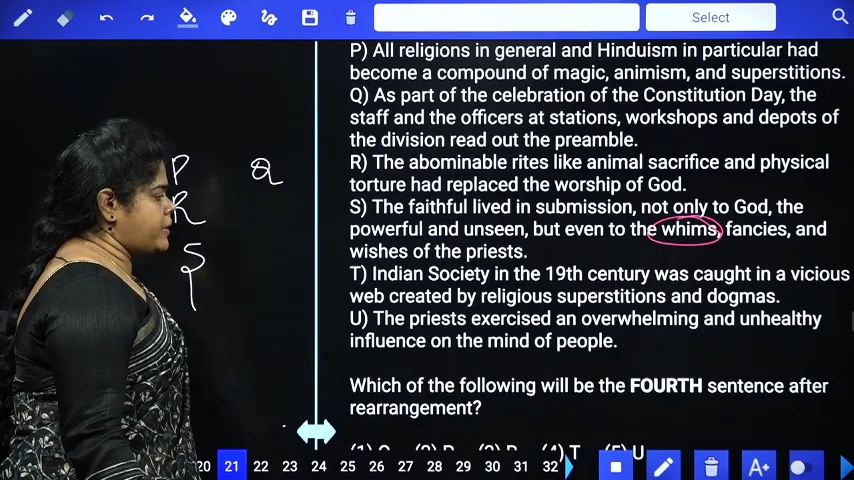 Select
P) All religions in general and Hinduism in particular had
become a compound of magic, animism, and superstitions.
Q) As part of the celebration of the Constitution Day, the
staff and the officers at stations, workshops and depots of
the division read out the preamble.
R) The abominable rites like animal sacrifice and physical
torture had replaced the worship of God.
S) The faithful lived in submission, not only to God, the
powerful and unseen, but even to the whims, fancies, and
wishes of the priests.
T) Indian Society in the 19th century was caught in a vicious
web created by religious superstitions and dogmas.
U) The priests exercised an overwhelming and unhealthy
influence on the mind of people.
Which of the following will be the FOURTH sentence after
rearrangement?
(4) T (5) U
P Q
R
S
20 21 22 23 24 25 26 27 28 29 30 31 32
A+